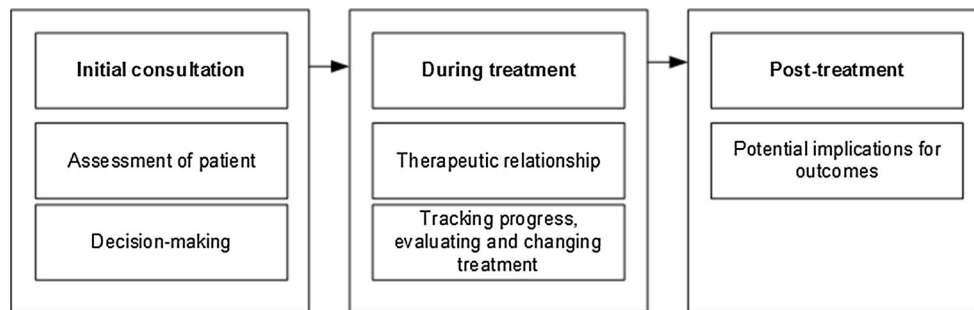 Initial consultation
Assessment of patient
Decision-making
During treatment
Therapeutic relationship
Tracking progress,
evaluating and changing
treatment
Post-treatment
Potential implications for
outcomes